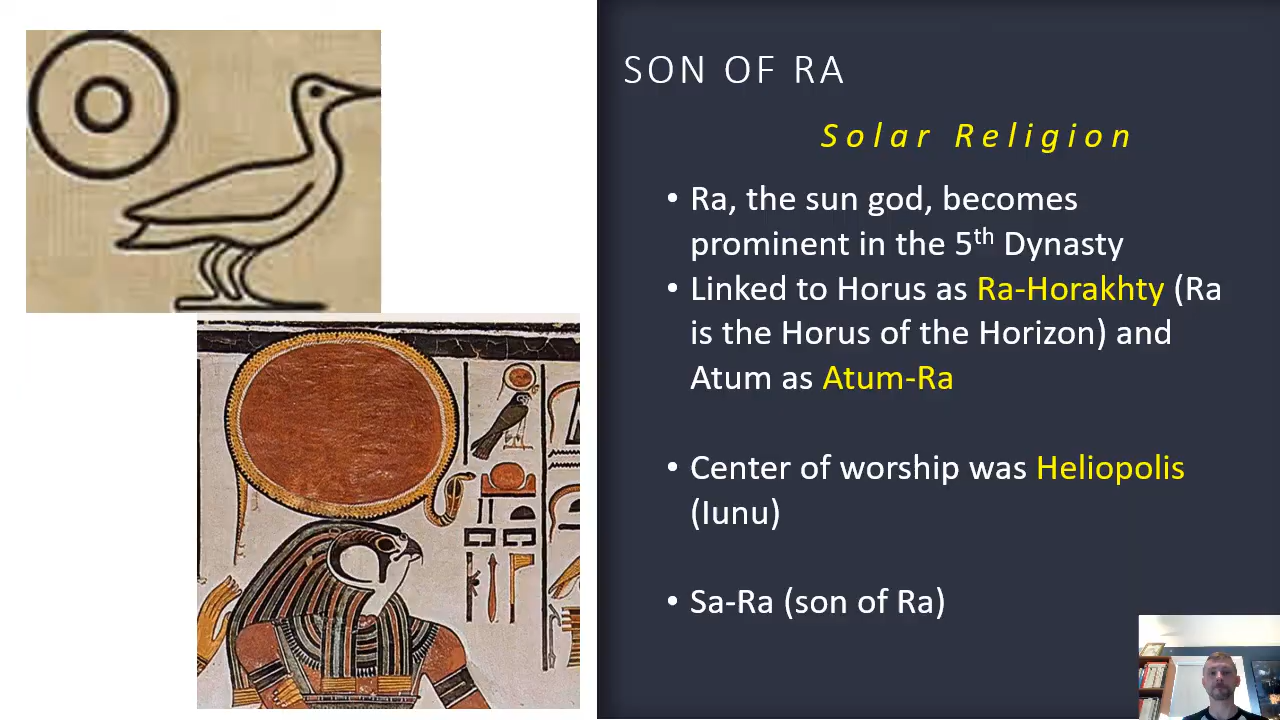 SON OF RA
Solar Religion
• Ra, the sun god, becomes
prominent in the 5th Dynasty
• Linked to Horus as Ra-Horakhty (Ra
is the Horus of the Horizon) and
Atum as Atum-Ra
• Center of worship was Heliopolis
(Iunu)
• Sa-Ra (son of Ra)